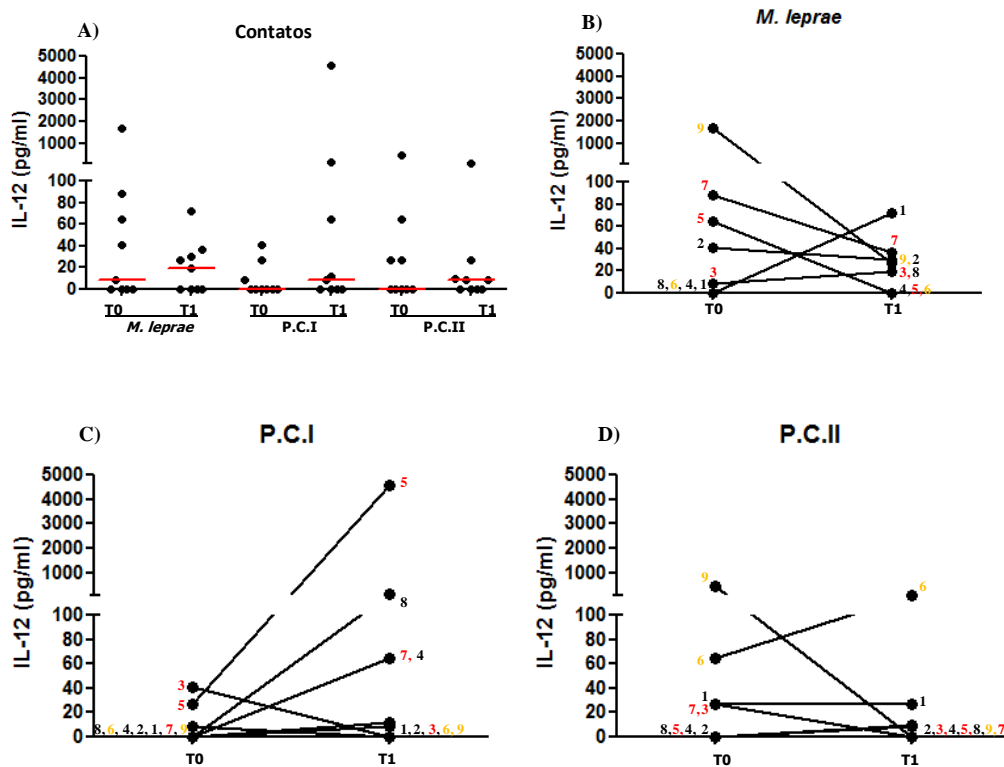 A)
Contatos
IL-12 (pg/ml)
5000
4000
3000
2000
1000
100
80
60
40
20
0
T0 T1 T0 T1 T0 T1
M. leprae P.C.I P.C.II
B)
M. leprae
IL-12 (pg/ml)
5000
4000
3000
2000
1000
100
80
60
40
20
0
9
7
5
2
3
8, 6, 4, 1
1
7
9, 2
3, 8
4, 5, 6
T0 T1
C)
P.C.I
IL-12 (pg/ml)
5000
4000
3000
2000
1000
100
80
60
40
20
0
3
5
8, 6, 4, 2, 1, 7, 9
5
8
7, 4
1, 2, 3, 6, 9
T0 T1
D)
P.C.II
IL-12 (pg/ml)
5000
4000
3000
2000
1000
100
80
60
40
20
0
9
6
1
7,3
8, 5, 4, 2
6
1
2,3,4,5,8,9,7
T0 T1